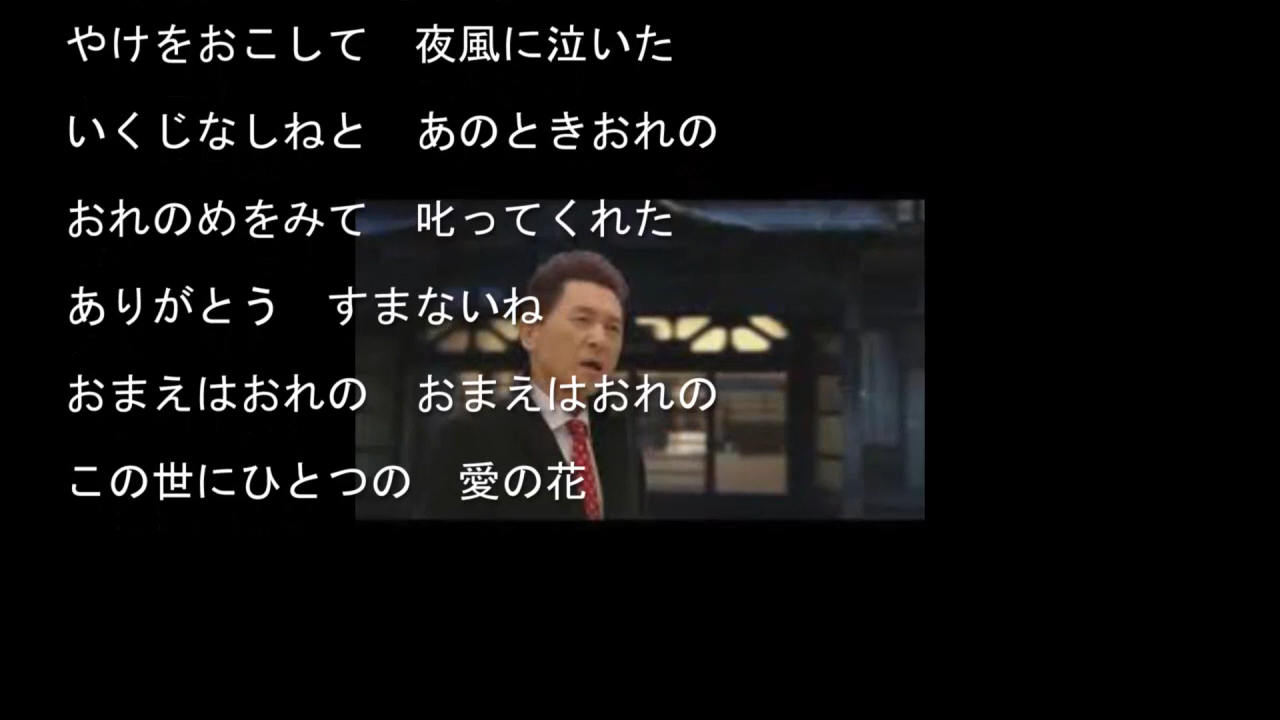 やけをおこして　夜風に泣いた
いくじなしねと　あのときおれの
おれのめをみて　叱ってくれた
ありがとう　すまないね
おまえはおれの　おまえはおれの
この世にひとつの　愛の花